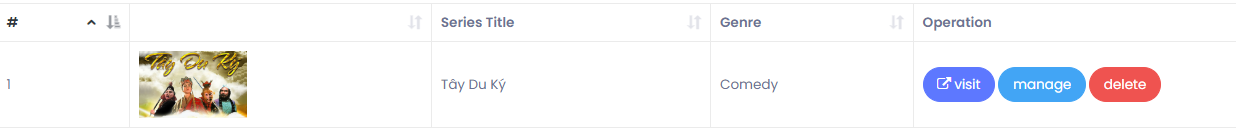 # Series Title Genre Operation
Tây Du Ký
1 Tây Du Ký Comedy visit manage delete